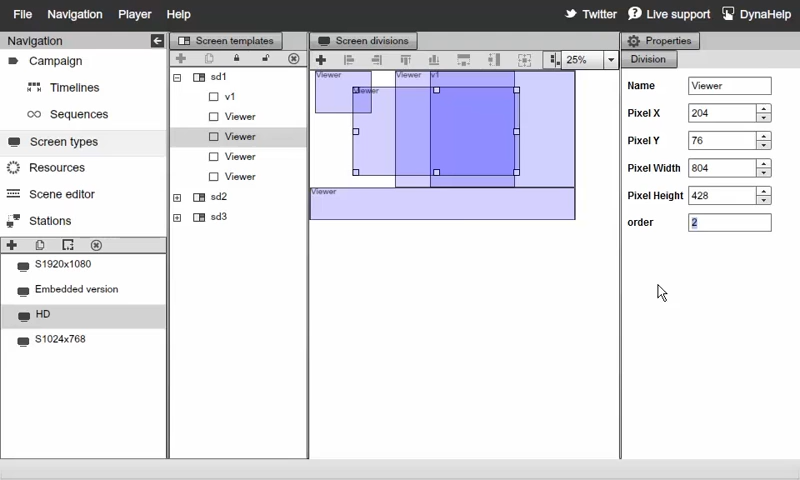 File Navigation Player Help Twitter Live support DynaHelp
Navigation
Campaign
Timelines
Sequences
Screen types
Resources
Scene editor
Stations
S1920x1080
Embedded version
HD
S1024x768
Screen templates
sd1
v1
Viewer
Viewer
Viewer
Viewer
sd2
sd3
Screen divisions
25%
Viewer Viewer v1
Viewer
Viewer
Properties
Division
Name Viewer
Pixel X 204
Pixel Y 76
Pixel Width 804
Pixel Height 428
order 2